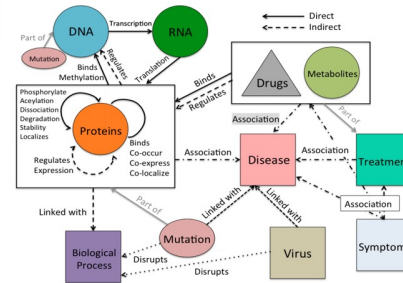 Part of
DNA
Transcription
RNA
Direct
Indirect
Mutation
Regulates
Binds
Methylation
Translation
Binds
Regulates
Drugs
Metabolites
Phosphorylate
Aceylation
Dissociation
Degradation
Stability
Localizes
Proteins
Binds
Co-occur
Co-express
Co-localize
Regulates
Expression
Association
Part of
Association
Disease
Association
Treatment
Association
Linked with
Part of
Linked with
Linked with
Mutation
Biological
Process
Disrupts
Disrupts
Virus
Symptom